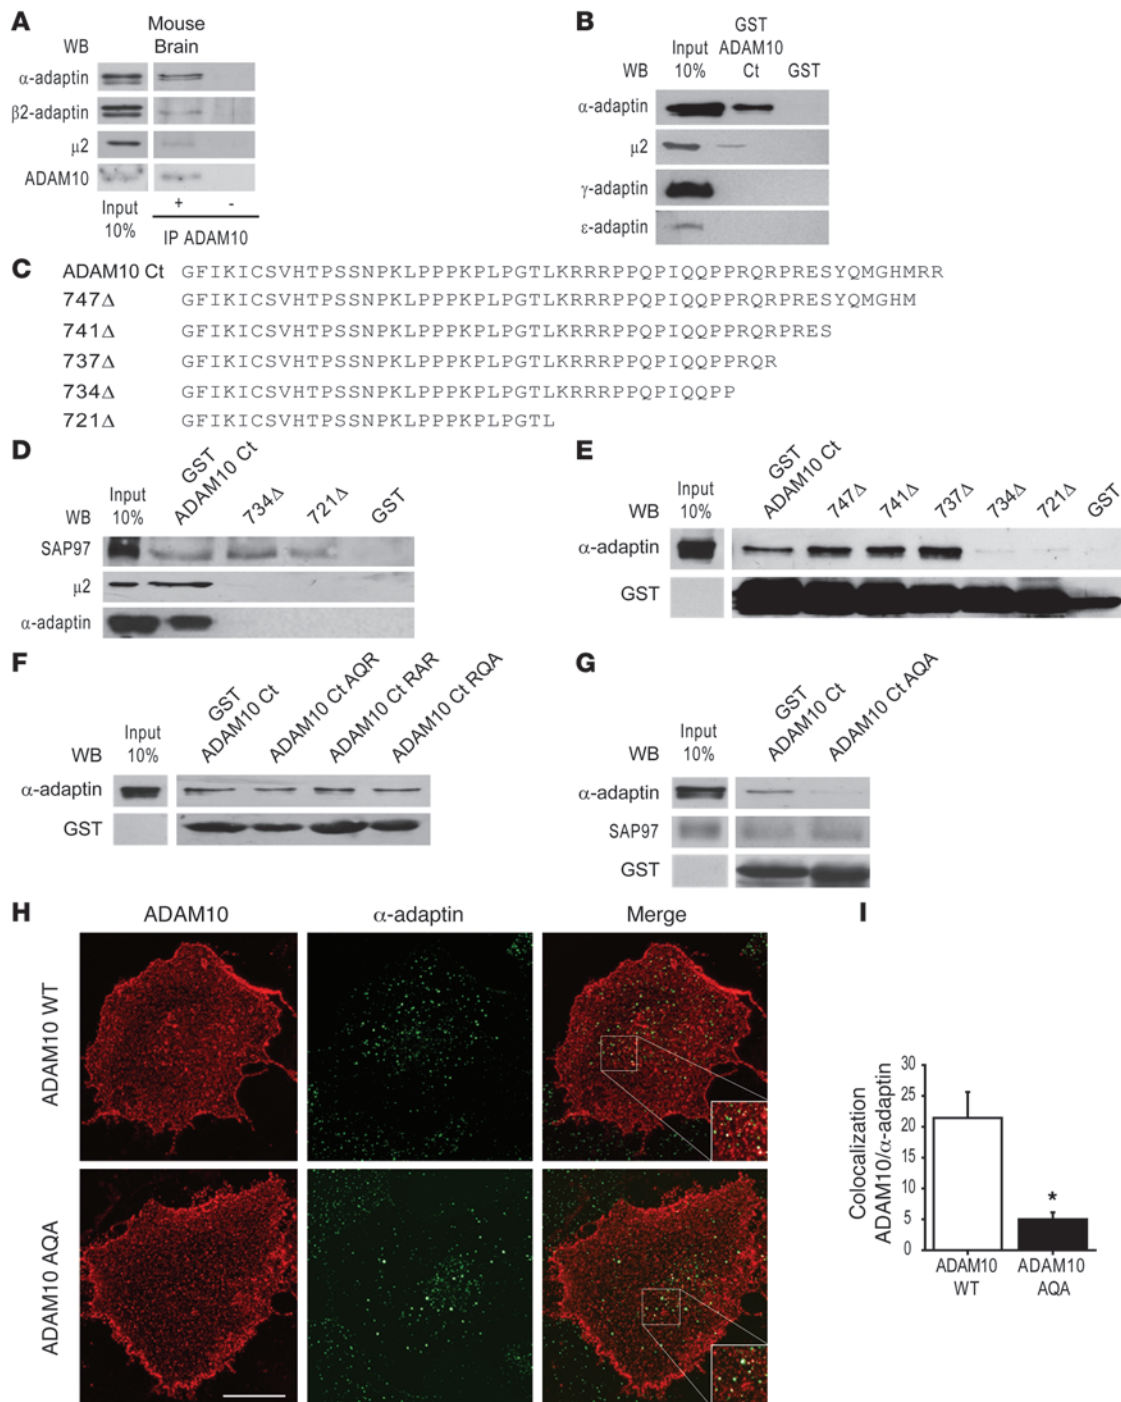 A
Mouse
Brain
WB
α-adaptin
β2-adaptin
μ2
ADAM10
Input
10%
+ -
IP ADAM10
B
GST
ADAM10
Ct
Input
10%
GST
WB
α-adaptin
μ2
γ-adaptin
ε-adaptin
C
ADAM10 Ct GFIKICSVHTPSSNPKLPPPKPLPGTLKRRRPPQPIQQPPRQRPRESYQMGHMRR
747Δ GFIKICSVHTPSSNPKLPPPKPLPGTLKRRRPPQPIQQPPRQRPRESYQMGHM
741Δ GFIKICSVHTPSSNPKLPPPKPLPGTLKRRRPPQPIQQPPRQRPRES
737Δ GFIKICSVHTPSSNPKLPPPKPLPGTLKRRRPPQPIQQPPRQR
734Δ GFIKICSVHTPSSNPKLPPPKPLPGTLKRRRPPQPIQQPP
721Δ GFIKICSVHTPSSNPKLPPPKPLPGTL
D
Input
10%
GST
ADAM10 Ct
734Δ
721Δ
GST
WB
SAP97
μ2
α-adaptin
E
Input
10%
GST
ADAM10 Ct
747Δ
741Δ
737Δ
734Δ
721Δ
GST
WB
α-adaptin
GST
F
Input
10%
GST
ADAM10 Ct
ADAM10 Ct AQR
ADAM10 Ct RAR
ADAM10 Ct RQA
WB
α-adaptin
GST
G
Input
10%
GST
ADAM10 Ct
ADAM10 Ct AQA
WB
α-adaptin
SAP97
GST
H
ADAM10
α-adaptin
Merge
ADAM10 WT
ADAM10 AQA
I
Colocalization
ADAM10/α-adaptin
30
25
20
15
10
5
0
*
ADAM10
WT
ADAM10
AQA